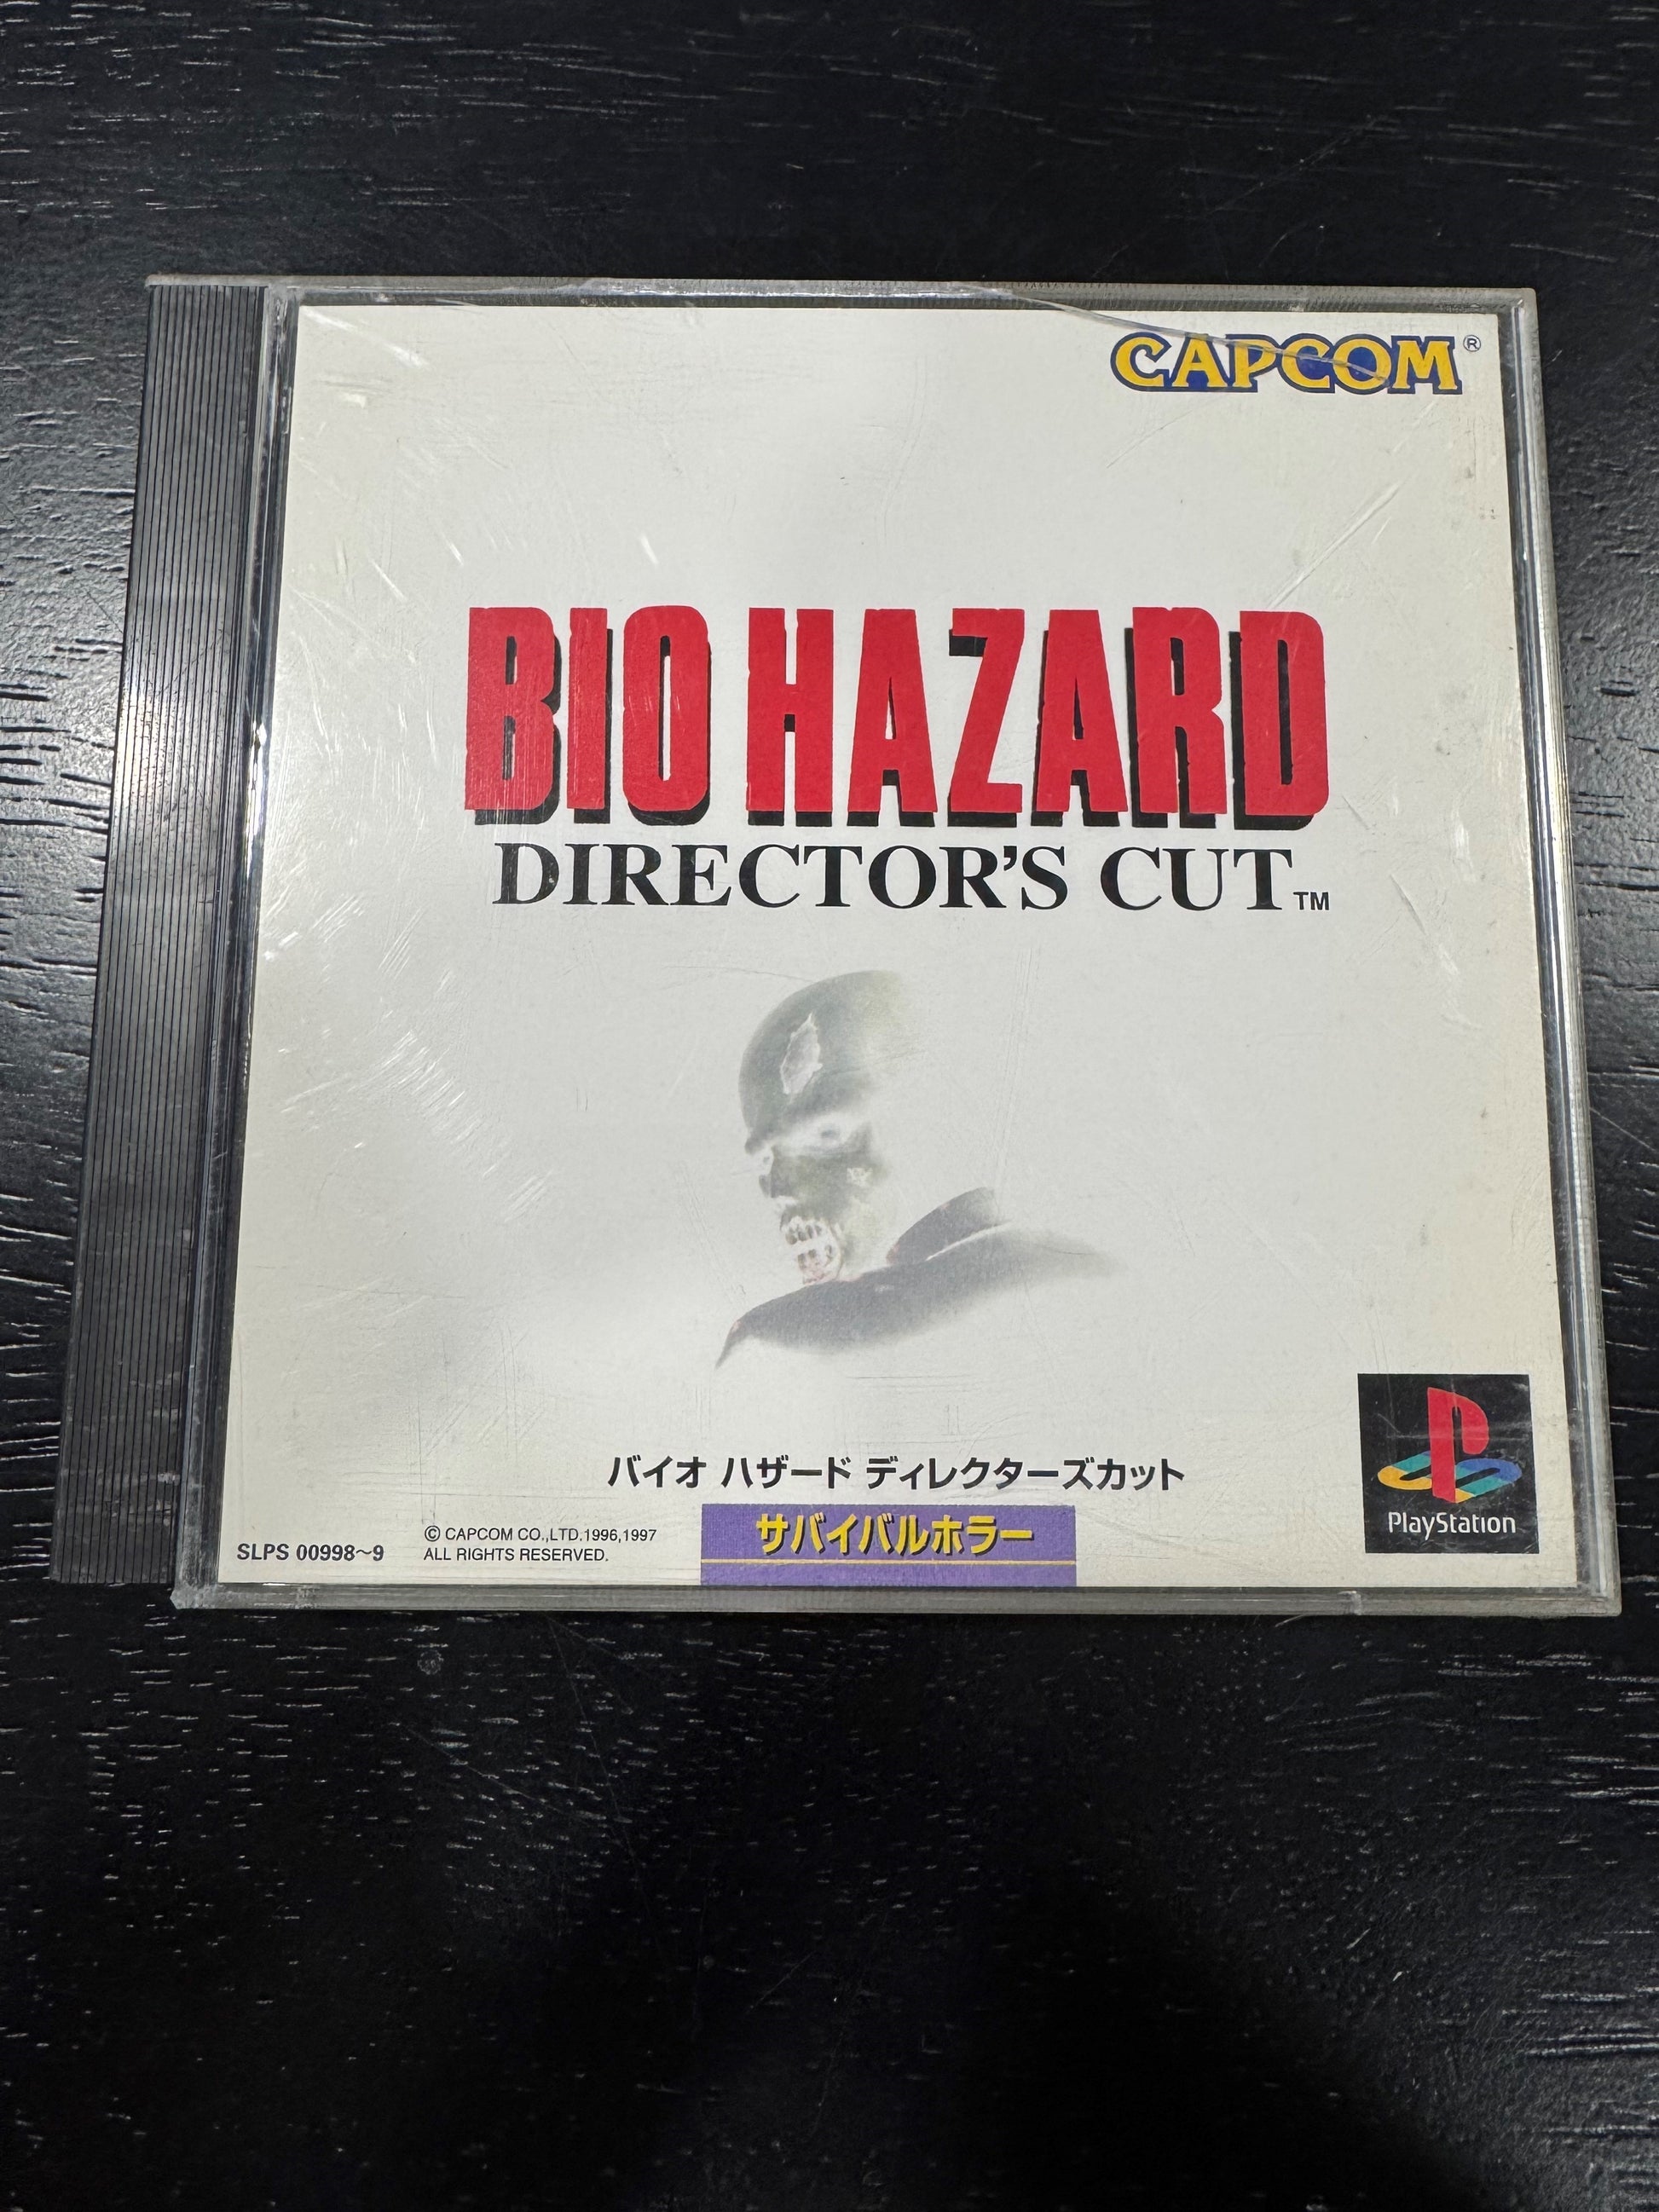 CAPCOM®
BIO HAZARD
DIRECTOR'S CUT™
バイオ ハザード ディレクターズカット
サバイバルホラー
SLPS 00998～9
© CAPCOM CO.,LTD.1996,1997
ALL RIGHTS RESERVED.
PlayStation